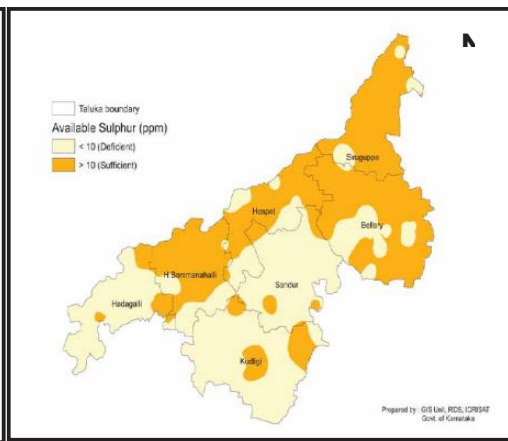 N
Taluka boundary
Available Sulphur (ppm)
< 10 (Deficient)
> 10 (Sufficient)
Siruguppa
Hospet
Bellary
H Bommanahalli
Sandur
Hadagalli
Kudligi
Prepared by : GIS Unit, RDS, ICRISAT
Govt. of Karnataka